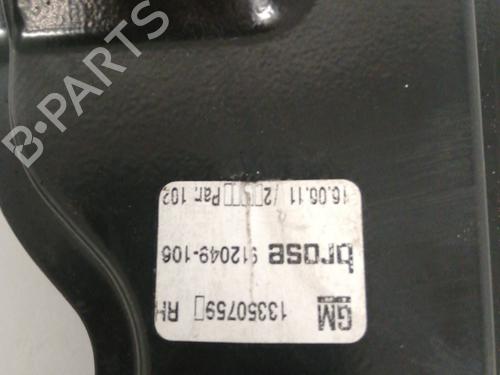 B-PARTS
GM 13350759 RH
brose 912049-106
16.06.11 /2 Par. 102